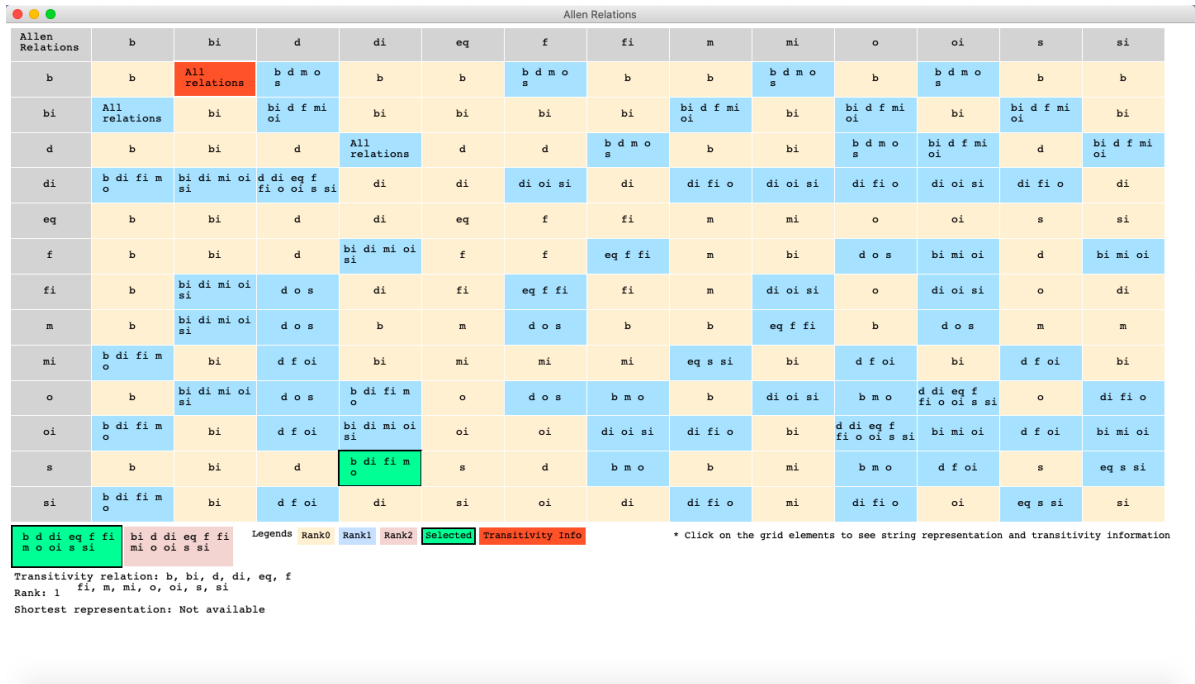 Allen Relations
Allen Relations b bi d di eq f fi m mi o oi s si
b b All relations b d m o s b b b d m o s b b b d m o s b b d m o s b b
bi All relations bi bi d f mi oi bi bi bi bi bi d f mi oi bi bi d f mi oi bi bi d f mi oi bi
d b bi d All relations d d b d m o s b bi b d m o s bi d f mi oi d bi d f mi oi
di b di fi m o bi di mi oi si d di eq f fi o oi s si di di di oi si di di fi o di oi si di fi o di oi si di fi o di
eq b bi d di eq f fi m mi o oi s si
f b bi d bi di mi oi si f f eq f fi m bi d o s bi mi oi d bi mi oi
fi b bi di mi oi si d o s di fi eq f fi fi m di oi si o di oi si o di
m b bi di mi oi si d o s b m d o s b b eq f fi b d o s m m
mi b di fi m o bi d f oi bi mi mi mi eq s si bi d f oi bi d f oi bi
o b bi di mi oi si d o s b di fi m o o d o s b m o b di oi si b m o d di eq f fi o oi s si o di fi o
oi b di fi m o bi d f oi bi di mi oi si oi oi di oi si di fi o bi d di eq f fi o oi s si bi mi oi d f oi bi mi oi
s b bi d b di fi m o s d b m o b mi b m o d f oi s eq s si
si b di fi m o bi d f oi di si oi di di fi o mi di fi o oi eq s si si
b d di eq f fi m o oi s si bi d di eq f fi mi o oi s si Legends Rank0 Rank1 Rank2 Selected Transitivity Info * Click on the grid elements to see string representation and transitivity information
Transitivity relation: b, bi, d, di, eq, f
fi, m, mi, o, oi, s, si
Rank: 1
Shortest representation: Not available